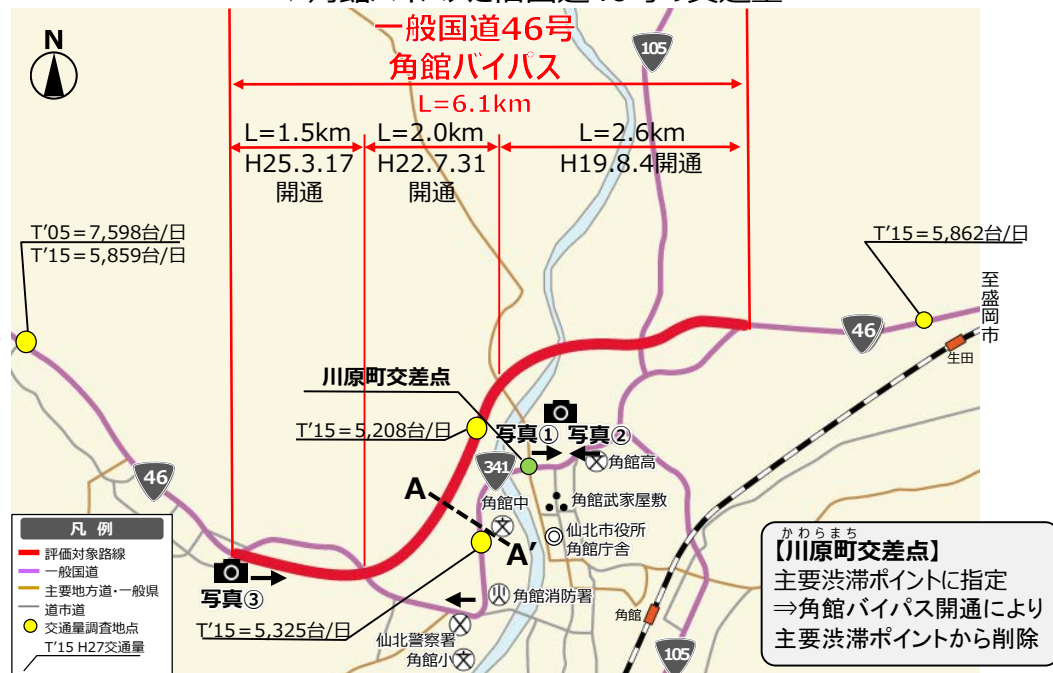 一般国道46号
角館バイパス
L=6.1km
L=1.5km
H25.3.17
開通
L=2.0km
H22.7.31
開通
L=2.6km
H19.8.4開通
N
105
T'05=7,598台/日
T'15=5,859台/日
T'15=5,862台/日
至盛岡市
46
生田
川原町交差点
T'15=5,208台/日
写真①
写真②
341
角館高
46
A
角館中
角館武家屋敷
仙北市役所
角館庁舎
A'
写真③
角館消防署
T'15=5,325台/日
仙北警察署
角館小
角館
105
凡 例
評価対象路線
一般国道
主要地方道・一般県
道市道
交通量調査地点
T'15 H27交通量
かわらまち
【川原町交差点】
主要渋滞ポイントに指定
⇒角館バイパス開通により
主要渋滞ポイントから削除